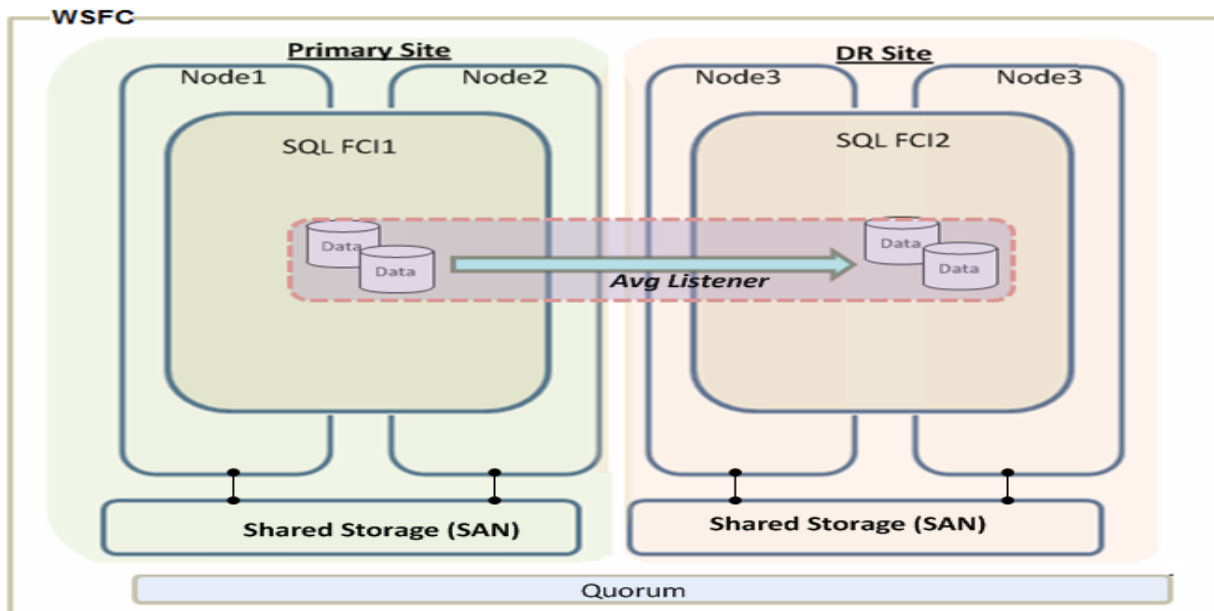 WSFC
Primary Site
DR Site
Node1
Node2
Node3
Node3
SQL FCI1
SQL FCI2
Data
Data
Data
Data
Avg Listener
Shared Storage (SAN)
Shared Storage (SAN)
Quorum